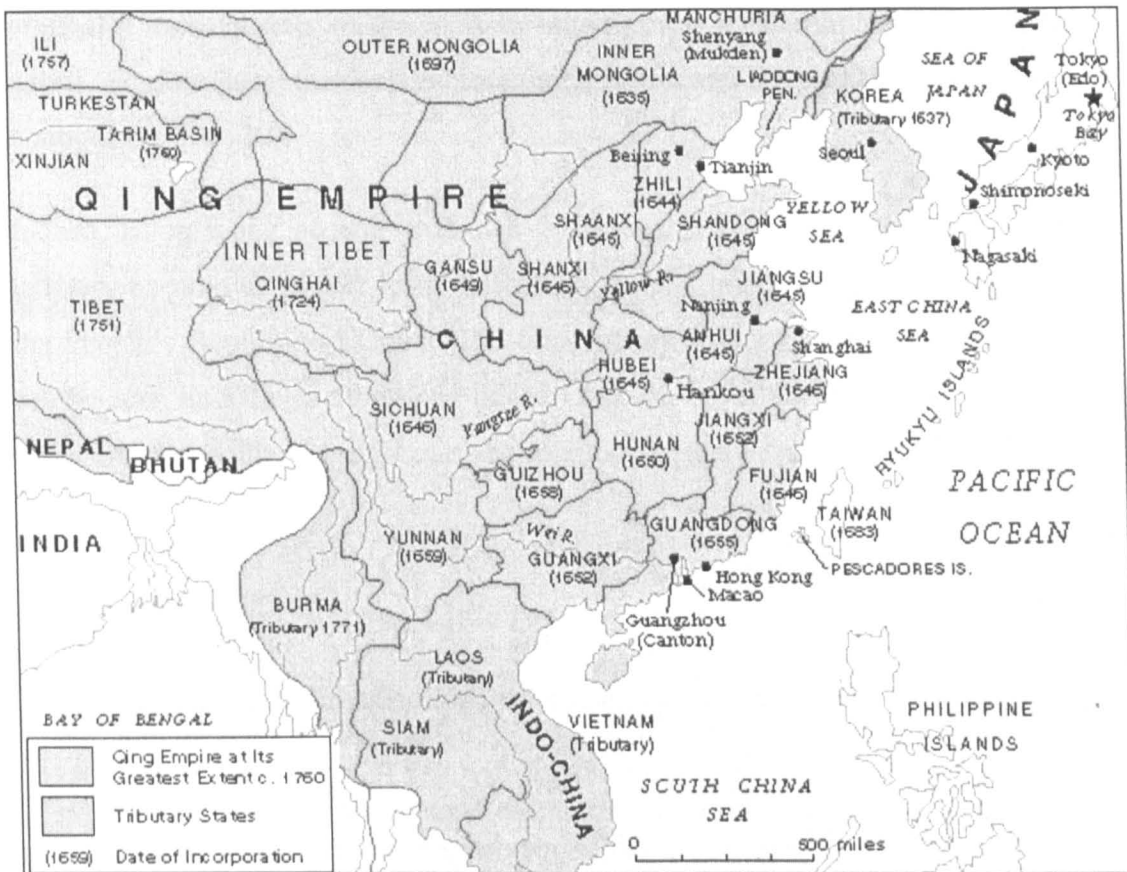 MANCHURIA
Shenyang
(Mukden)
ILI
(1757)
OUTER MONGOLIA
(1697)
INNER
MONGOLIA
(1635)
LIAODONG
PEN.
SEA OF
JAPAN
JAPAN
Tokyo
(Edo)
Tokyo
Bay
TURKESTAN
TARIM BASIN
(1760)
XINJIAN
KOREA
(Tributary 1637)
Seoul
Kyoto
Beijing
Tianjin
ZHILI
(1644)
Shimonoseki
QING EMPIRE
SHAANX
(1645)
SHANDONG
(1645)
YELLOW
SEA
Nagasaki
INNER TIBET
QINGHAI
(1724)
GANSU
(1649)
SHANXI
(1645)
Yellow R.
JIANGSU
(1645)
TIBET
(1751)
Nanjing
EAST CHINA
SEA
CHINA
ANHUI
(1645)
Shanghai
HUBEI
(1645)
Hankou
ZHEJIANG
(1646)
SICHUAN
(1646)
Yangtze R.
JIANGXI
(1652)
RYUKYU ISLANDS
NEPAL
BHUTAN
HUNAN
(1650)
GUIZHOU
(1658)
FUJIAN
(1646)
PACIFIC
OCEAN
TAIWAN
(1683)
INDIA
YUNNAN
(1659)
Wei R.
GUANGXI
(1652)
GUANGDONG
(1655)
PESCADORES IS.
Hong Kong
Macao
Guangzhou
(Canton)
BURMA
(Tributary 1771)
LAOS
(Tributary)
INDO-CHINA
VIETNAM
(Tributary)
SIAM
(Tributary)
BAY OF BENGAL
PHILIPPINE
ISLANDS
SOUTH CHINA
SEA
Qing Empire at Its
Greatest Extent c. 1760
Tributary States
(1659) Date of Incorporation
0 500 miles